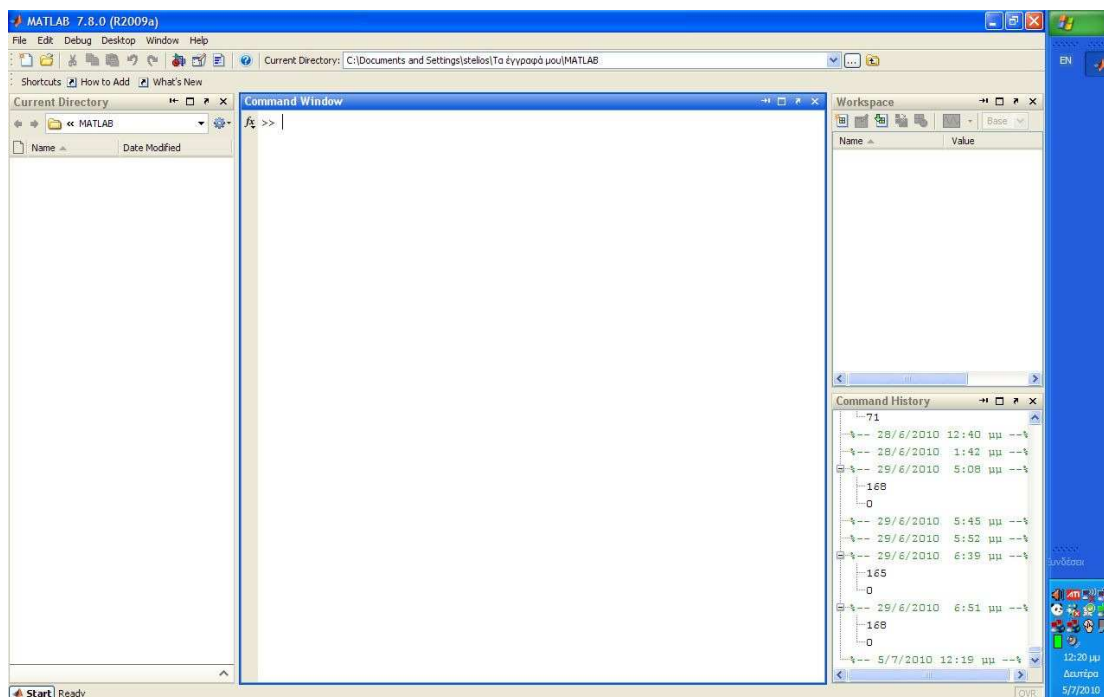 MATLAB 7.8.0 (R2009a)
File Edit Debug Desktop Window Help
Current Directory: C:\Documents and Settings\stelios\Τα έγγραφά μου\MATLAB
Shortcuts How to Add What's New
Current Directory
« MATLAB
Name Date Modified
Command Window
fx >>
Workspace
Base
Name Value
Command History
71
%-- 28/6/2010 12:40 μμ --%
%-- 28/6/2010 1:42 μμ --%
%-- 29/6/2010 5:08 μμ --%
168
0
%-- 29/6/2010 5:45 μμ --%
%-- 29/6/2010 5:52 μμ --%
%-- 29/6/2010 6:39 μμ --%
165
0
%-- 29/6/2010 6:51 μμ --%
168
0
%-- 5/7/2010 12:19 μμ --%
Start Ready
OVR
EN
ATI
12:20 μμ
Δευτέρα
5/7/2010